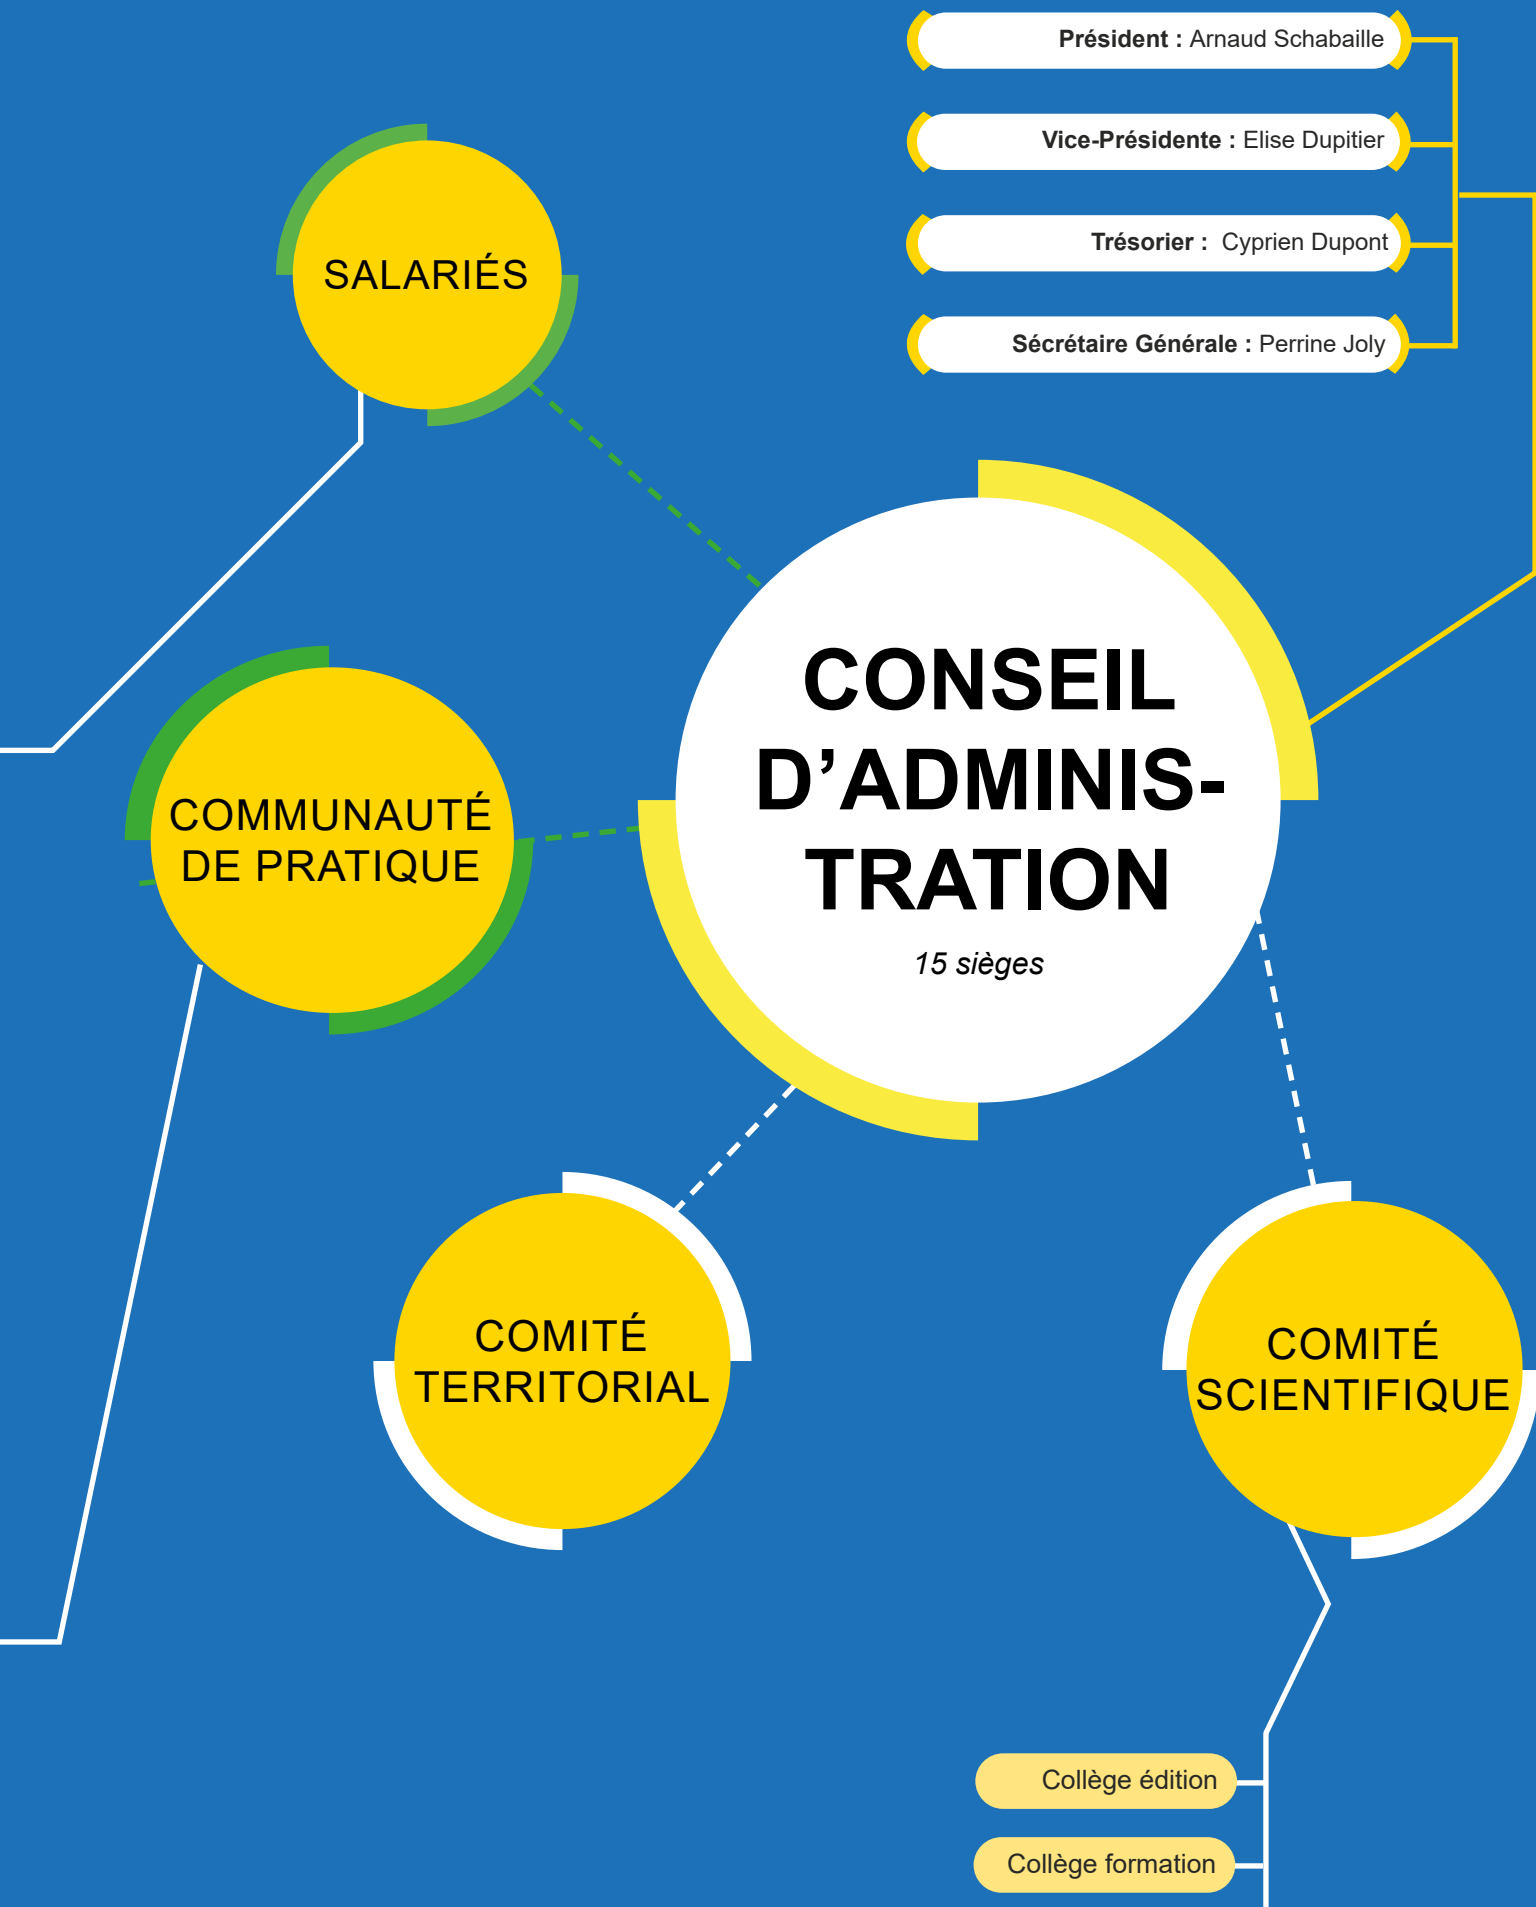 Président : Arnaud Schabaille
Vice-Présidente : Elise Dupitier
Trésorier : Cyprien Dupont
Sécrétaire Générale : Perrine Joly
SALARIÉS
CONSEIL
D’ADMINIS-
TRATION
15 sièges
COMMUNAUTÉ
DE PRATIQUE
COMITÉ
TERRITORIAL
COMITÉ
SCIENTIFIQUE
Collège édition
Collège formation